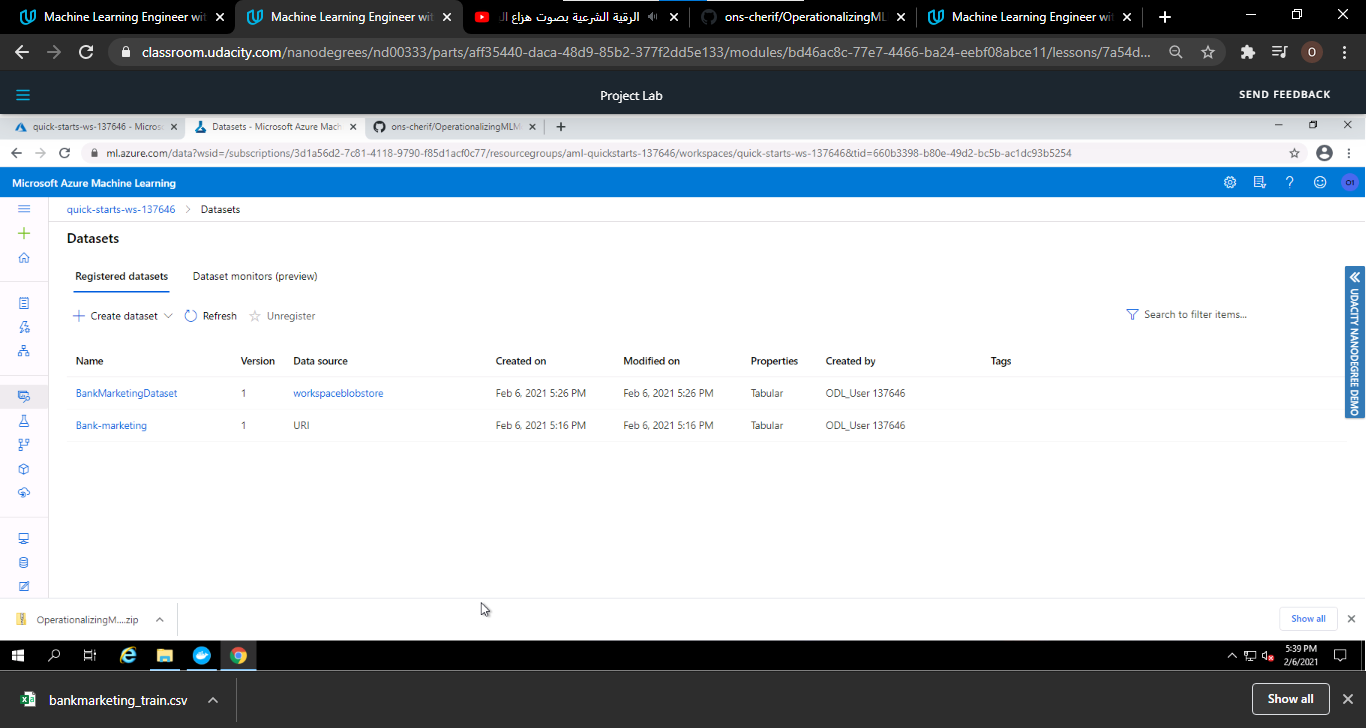 Machine Learning Engineer wit
Machine Learning Engineer wit
الرقية الشرعية بصوت هزاع ال
ons-cherif/OperationalizingML
Machine Learning Engineer wit
classroom.udacity.com/nanodegrees/nd00333/parts/aff35440-daca-48d9-85b2-377f2dd5e133/modules/bd46ac8c-77e7-4466-ba24-eebf08abce11/lessons/7a54d...
O
Project Lab
SEND FEEDBACK
quick-starts-ws-137646 - Micros
Datasets - Microsoft Azure Mach
ons-cherif/OperationalizingMLM
ml.azure.com/data?wsid=/subscriptions/3d1a56d2-7c81-4118-9790-f85d1acf0c77/resourcegroups/aml-quickstarts-137646/workspaces/quick-starts-ws-137646&tid=660b3398-b80e-49d2-bc5b-ac1dc93b5254
Microsoft Azure Machine Learning
quick-starts-ws-137646 > Datasets
Datasets
Registered datasets Dataset monitors (preview)
Create dataset Refresh Unregister Search to filter items...
Name Version Data source Created on Modified on Properties Created by Tags
BankMarketingDataset 1 workspaceblobstore Feb 6, 2021 5:26 PM Feb 6, 2021 5:26 PM Tabular ODL_User 137646
Bank-marketing 1 URI Feb 6, 2021 5:16 PM Feb 6, 2021 5:16 PM Tabular ODL_User 137646
UDACITY NANODEGREE DEMO
OperationalizingM....zip
Show all
5:39 PM
2/6/2021
bankmarketing_train.csv
Show all